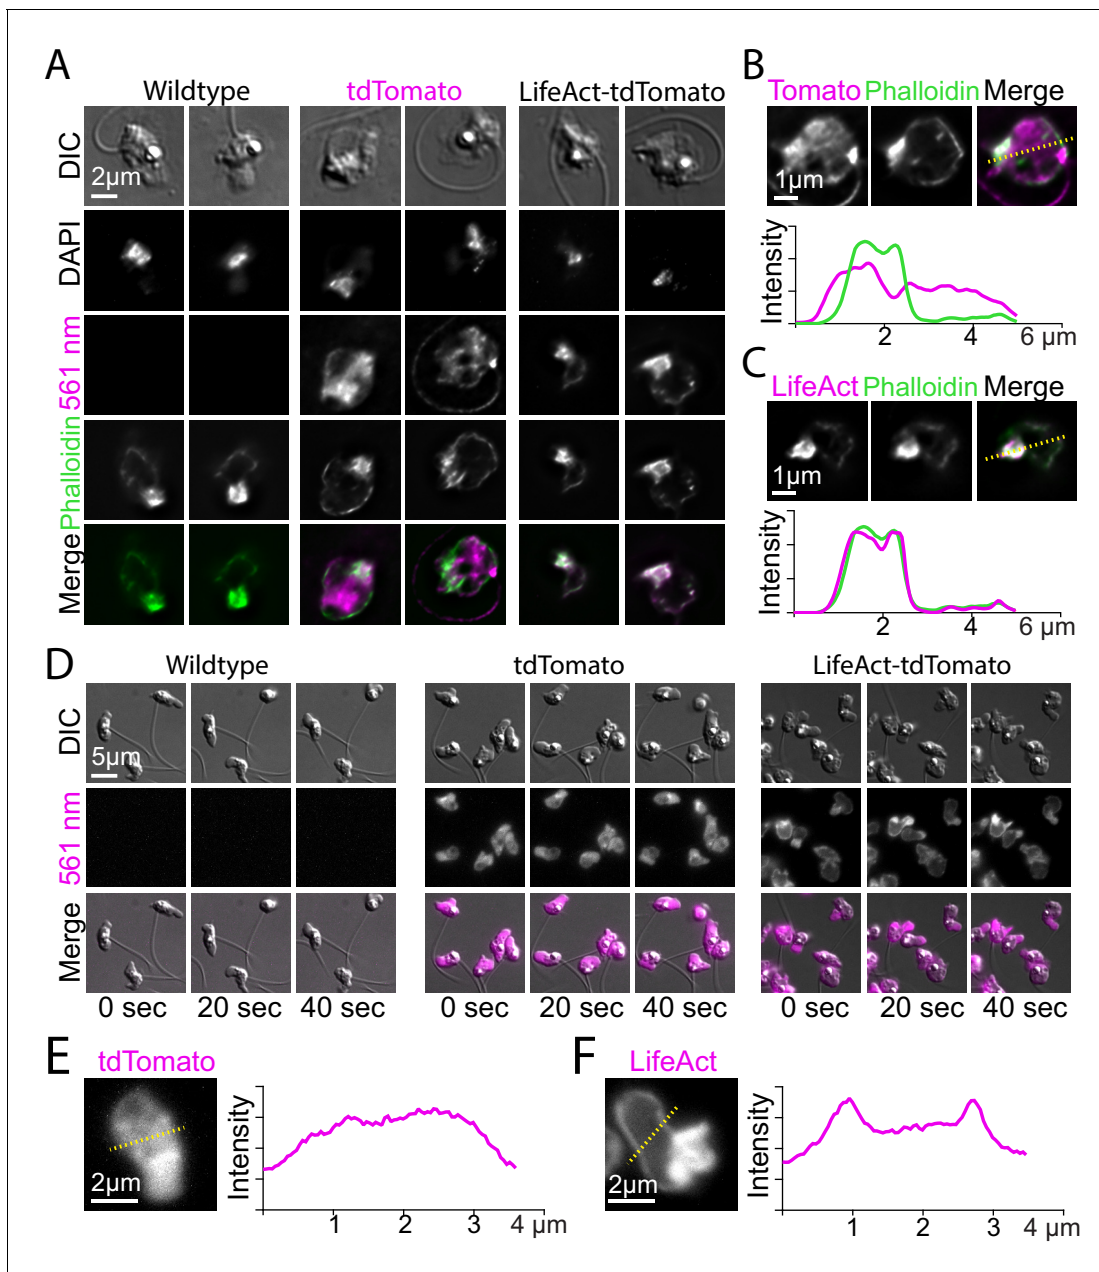 A
Wildtype tdTomato LifeAct-tdTomato
DIC
2µm
DAPI
561 nm
Phalloidin
Merge
B
Tomato Phalloidin Merge
1µm
Intensity
2 4 6 µm
C
LifeAct Phalloidin Merge
1µm
Intensity
2 4 6 µm
D
Wildtype tdTomato LifeAct-tdTomato
DIC
5µm
561 nm
Merge
0 sec 20 sec 40 sec 0 sec 20 sec 40 sec 0 sec 20 sec 40 sec
E
tdTomato
2µm
Intensity
1 2 3 4 µm
F
LifeAct
2µm
Intensity
1 2 3 4 µm